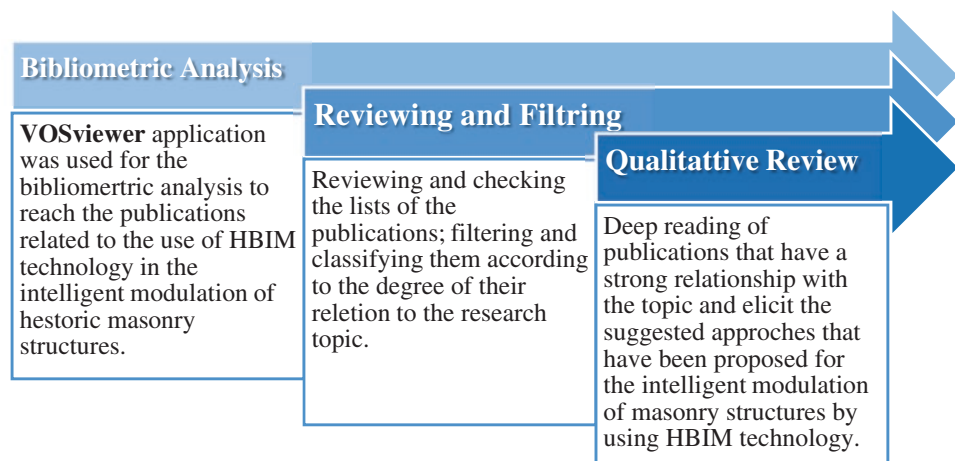 Bibliometric Analysis
VOSviewer application
was used for the
bibliomertric analysis to
reach the publications
related to the use of HBIM
technology in the
intelligent modulation of
hestoric masonry
structures.
Reviewing and Filtring
Reviewing and checking
the lists of the
publications; filtering and
classifying them according
to the degree of their
reletion to the research
topic.
Qualitattive Review
Deep reading of
publications that have a
strong relationship with
the topic and elicit the
suggested approches that
have been proposed for
the intelligent modulation
of masonry structures by
using HBIM technology.